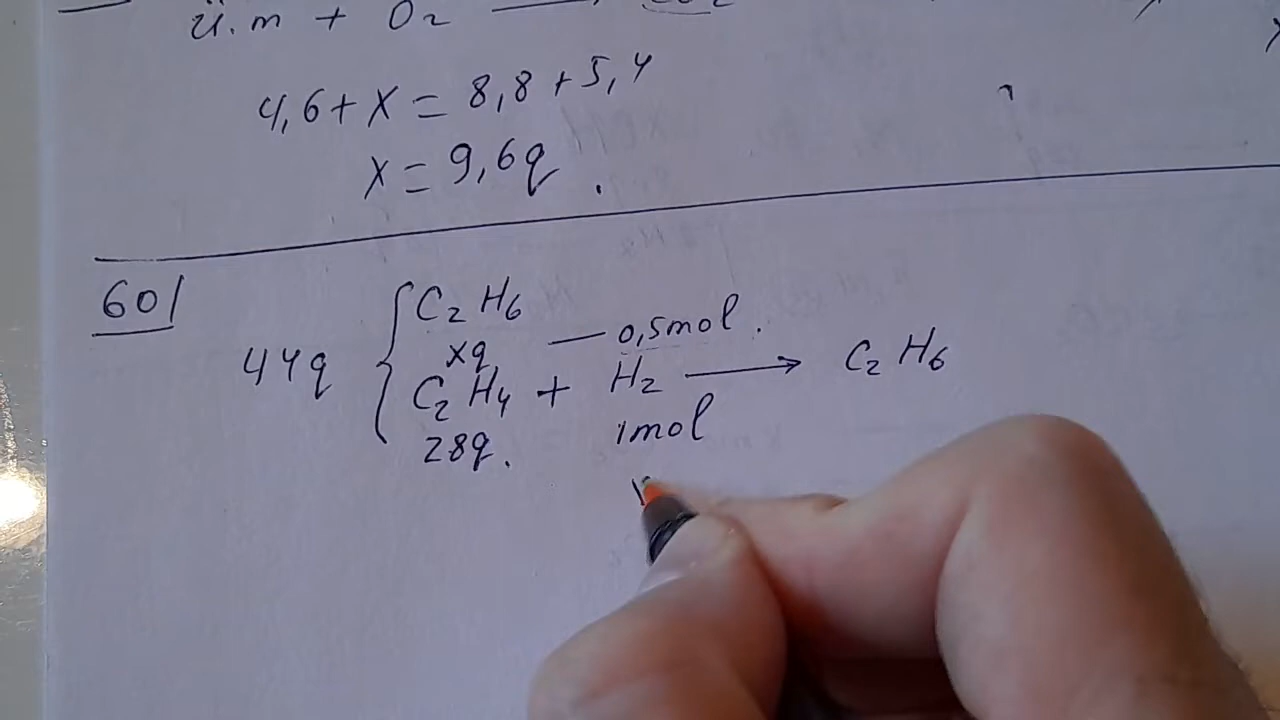 ü.m + O₂
4,6 + x = 8,8 + 5,4
x = 9,6q .
601
44q { C₂H₆
xq — 0,5mol .
C₂H₄ + H₂ ⟶ C₂H₆
28q. 1mol